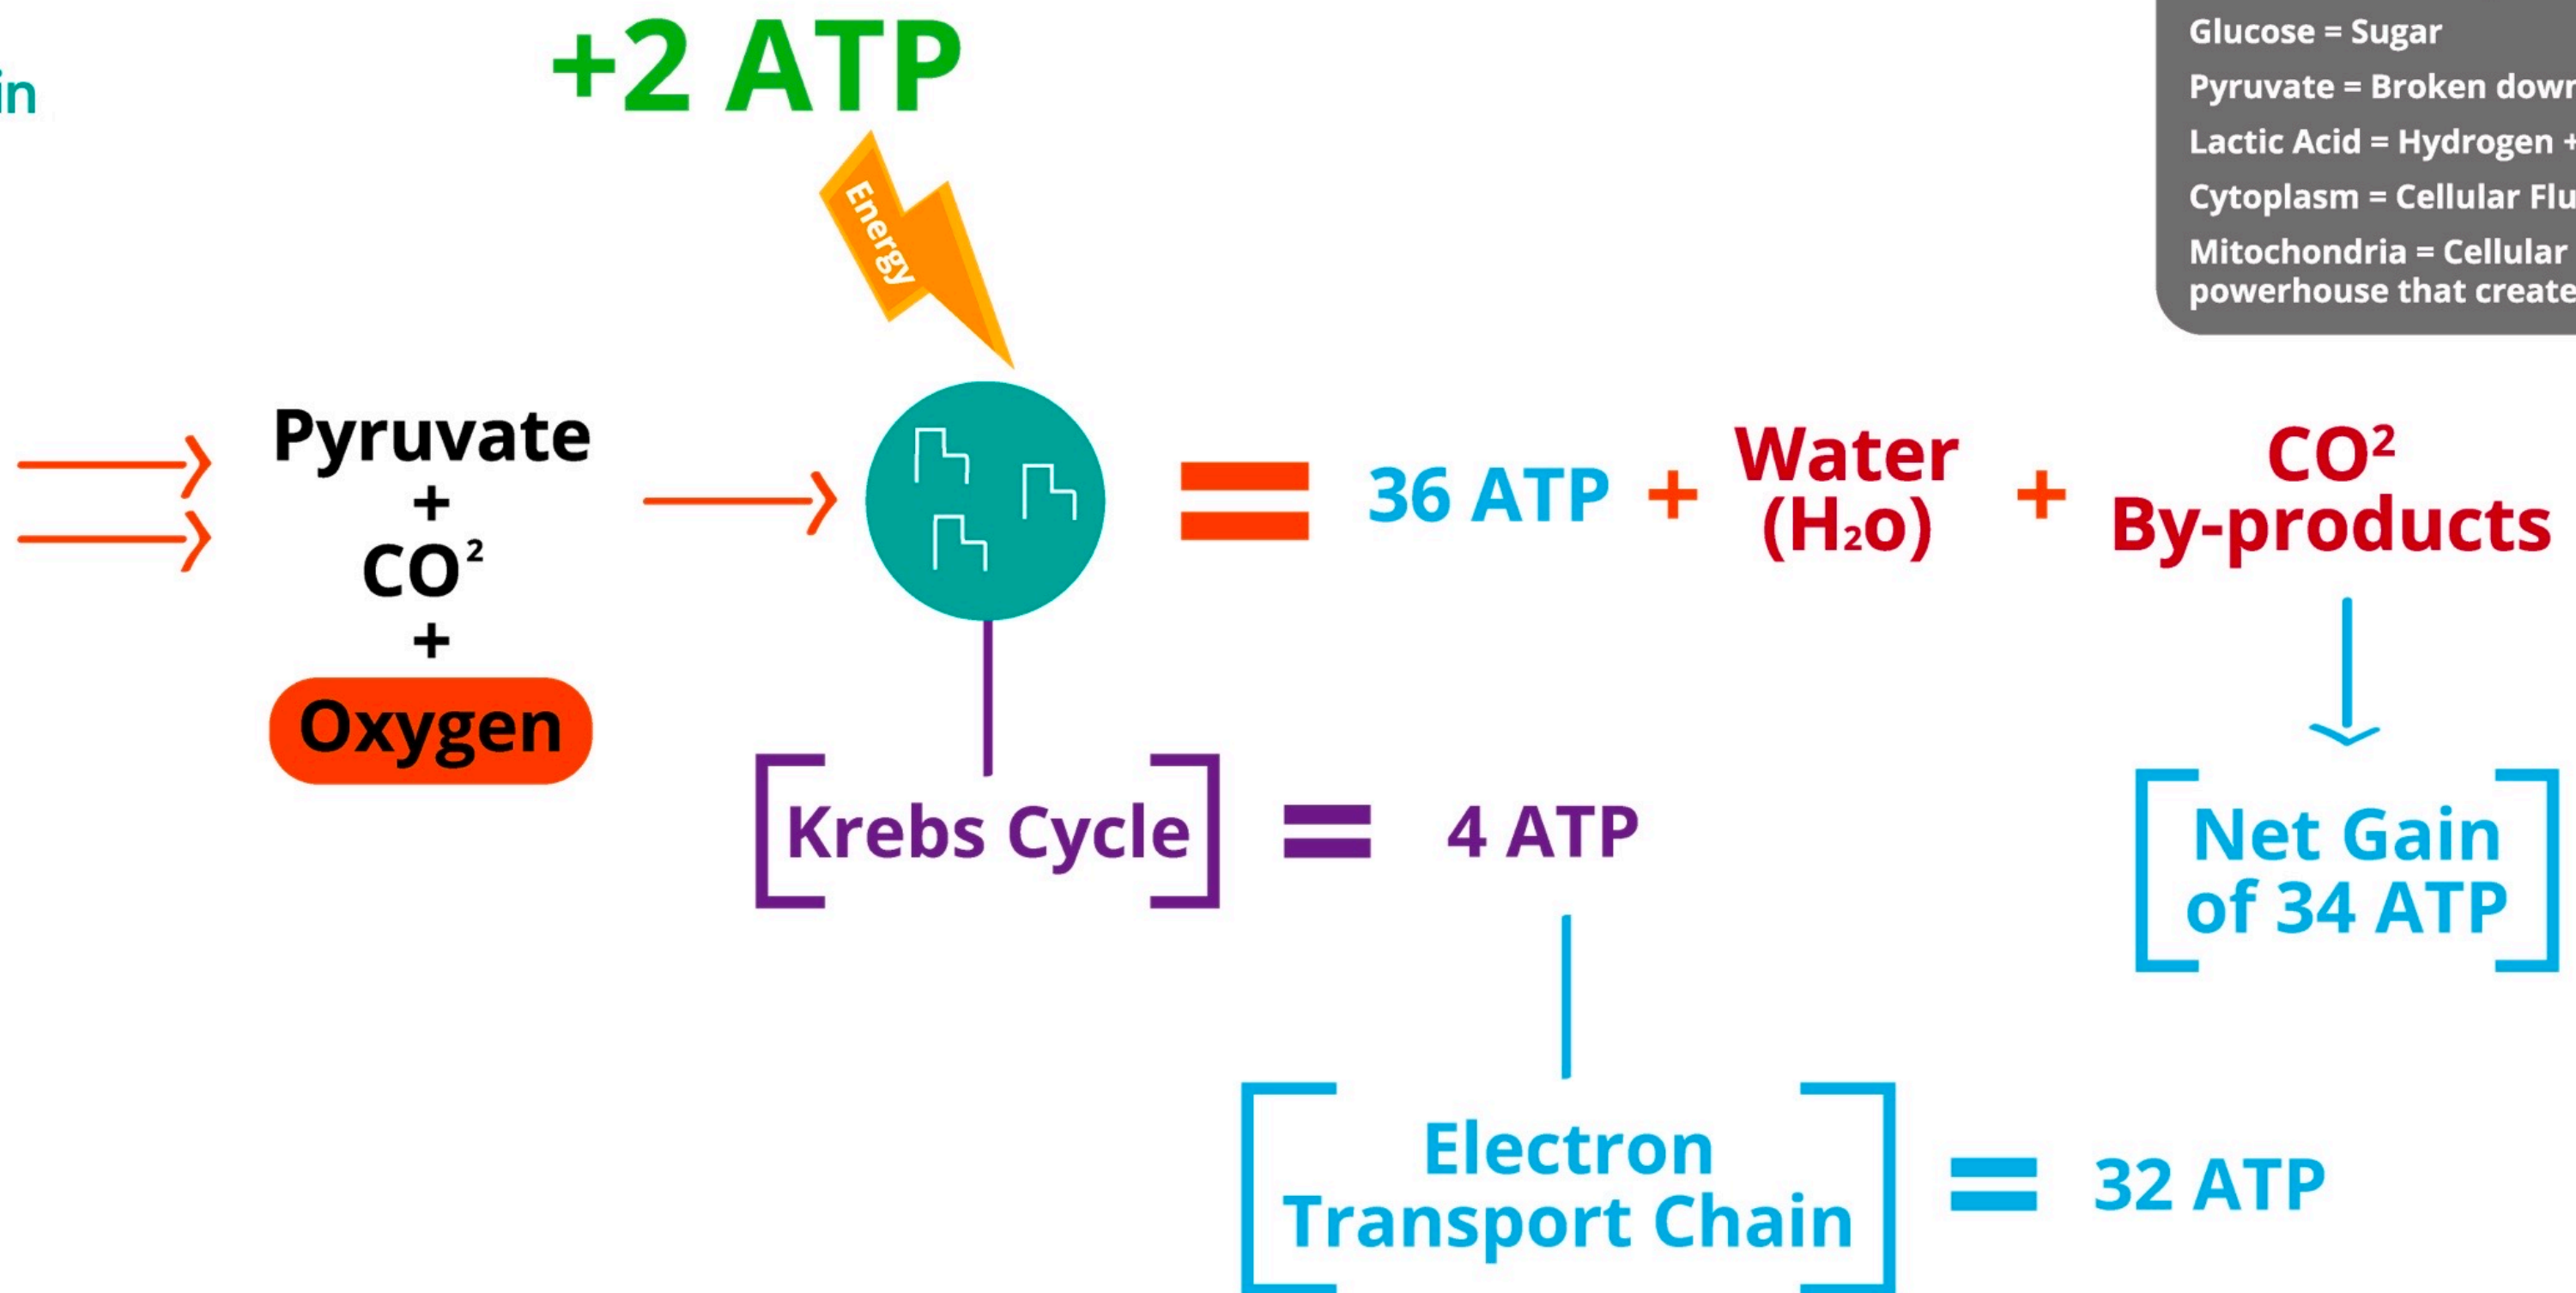 in
+2 ATP
Energy
Glucose = Sugar
Pyruvate = Broken down
Lactic Acid = Hydrogen +
Cytoplasm = Cellular Flu
Mitochondria = Cellular
powerhouse that create
Pyruvate
+
CO²
+
Oxygen
= 36 ATP + Water (H₂o) + CO² By-products
[Krebs Cycle] = 4 ATP
[Net Gain
of 34 ATP]
[Electron
Transport Chain] = 32 ATP